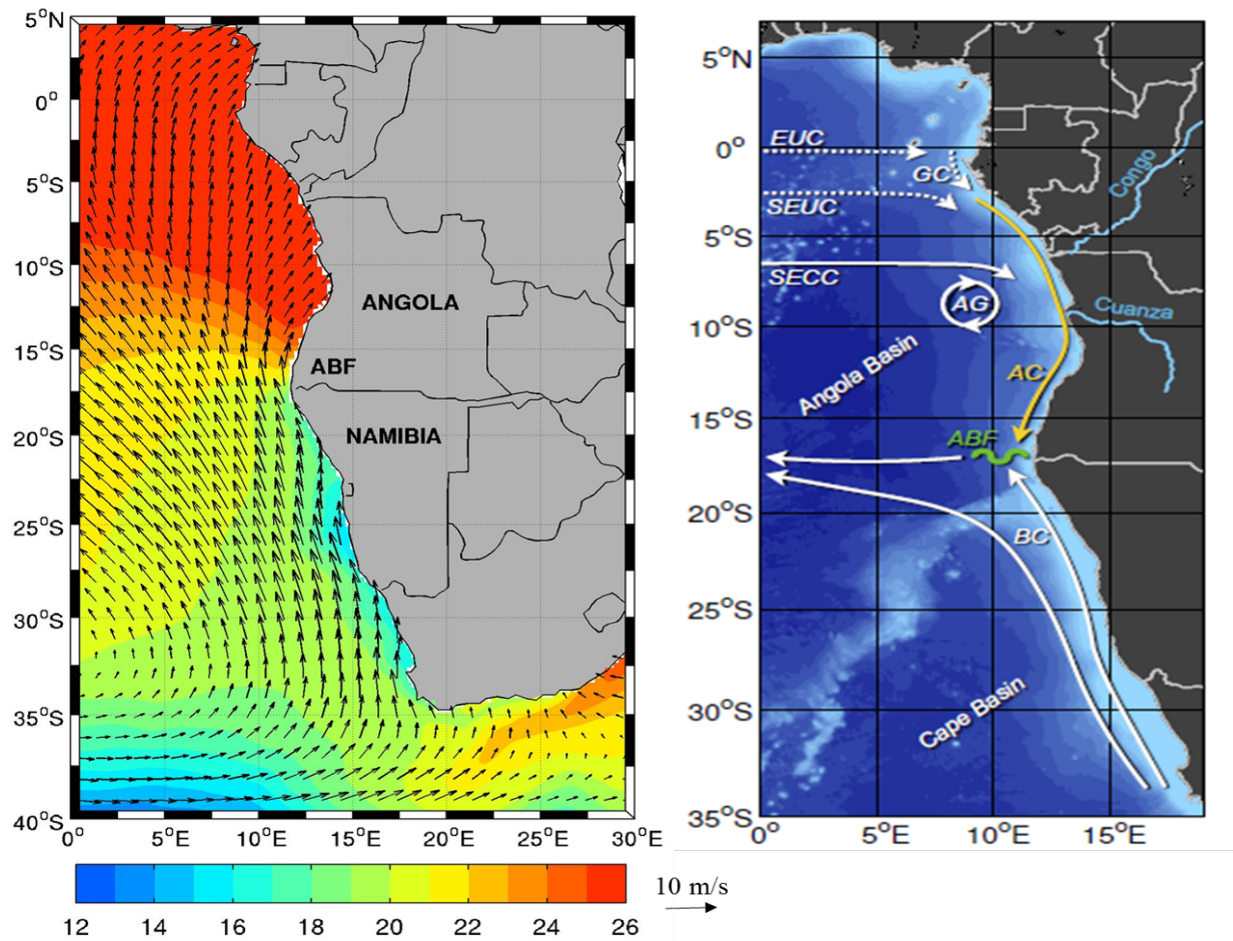 5°N
0°
5°S
10°S
15°S
20°S
25°S
30°S
35°S
40°S
ANGOLA
ABF
NAMIBIA
0° 5°E 10°E 15°E 20°E 25°E 30°E
12 14 16 18 20 22 24 26
10 m/s
5°N
0°
5°S
10°S
15°S
20°S
25°S
30°S
35°S
EUC
GC
SEUC
SECC
AG
Congo
Cuanza
Angola Basin
AC
ABF
BC
Cape Basin
0° 5°E 10°E 15°E